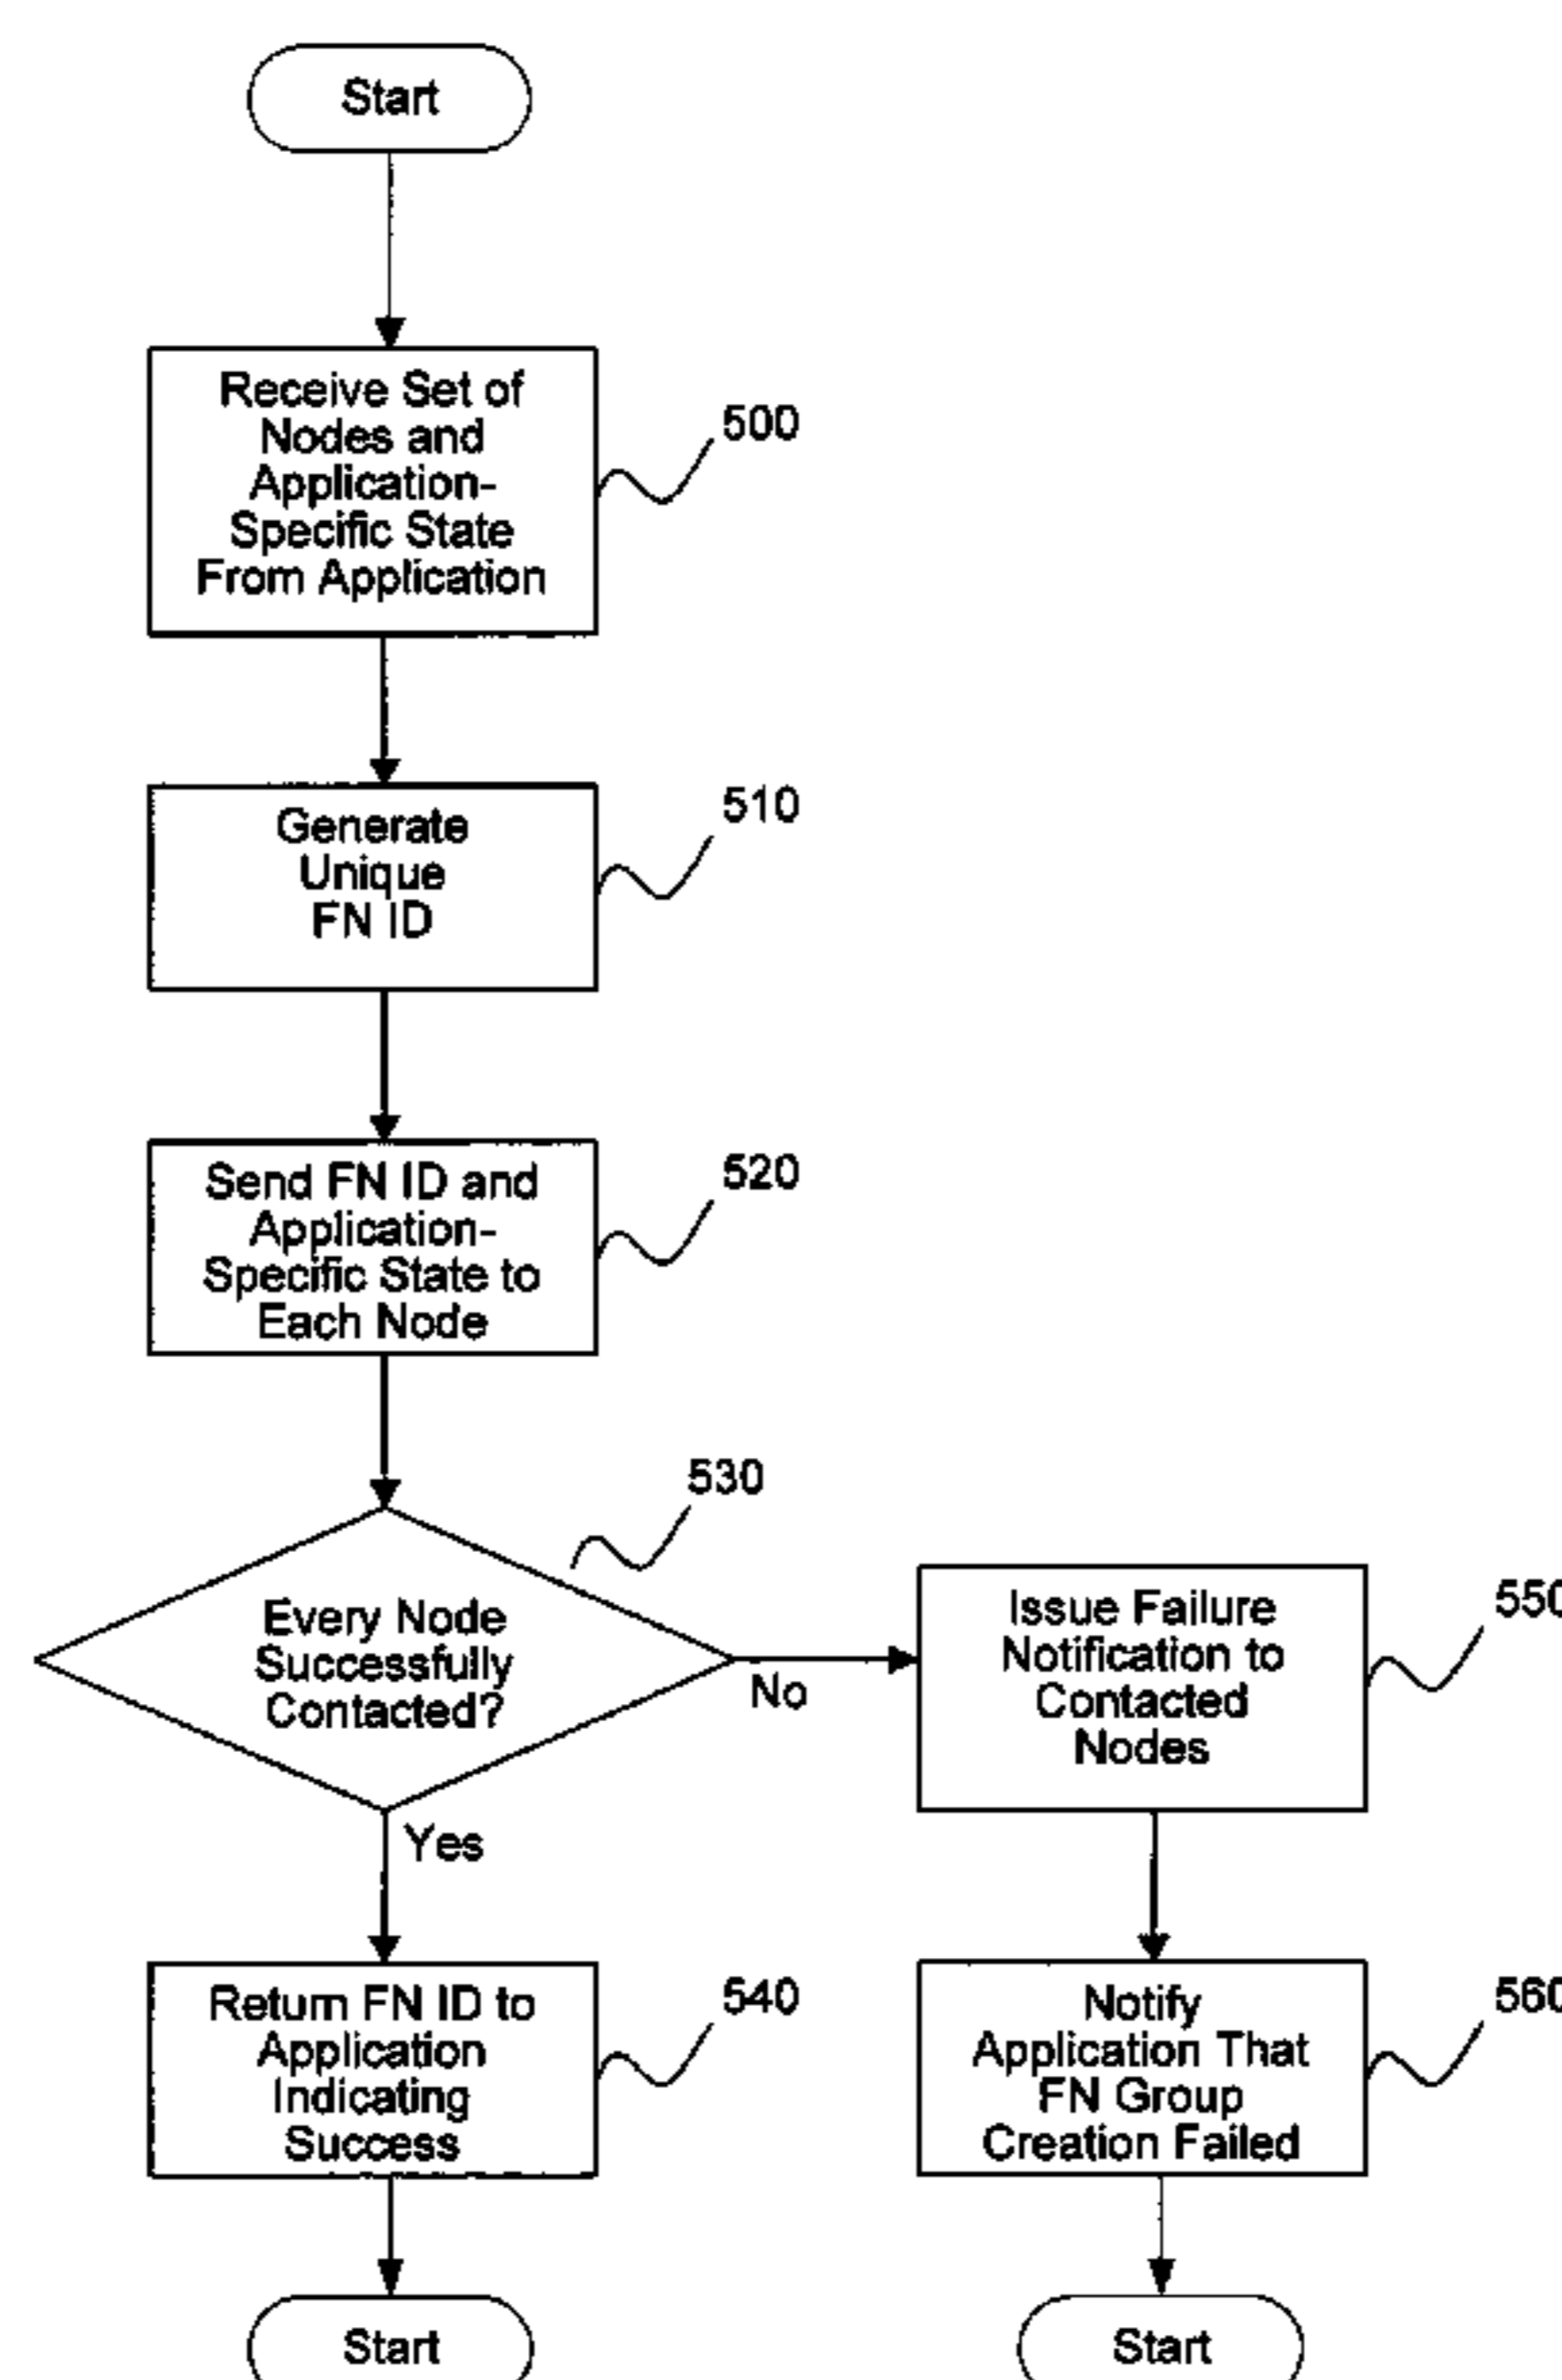 Start
Receive Set of
Nodes and
Application-
Specific State
From Application
500
Generate
Unique
FN ID
510
Send FN ID and
Application-
Specific State to
Each Node
520
Every Node
Successfully
Contacted?
530
No
Yes
Issue Failure
Notification to
Contacted
Nodes
550
Return FN ID to
Application
Indicating
Success
540
Notify
Application That
FN Group
Creation Failed
560
Start
Start